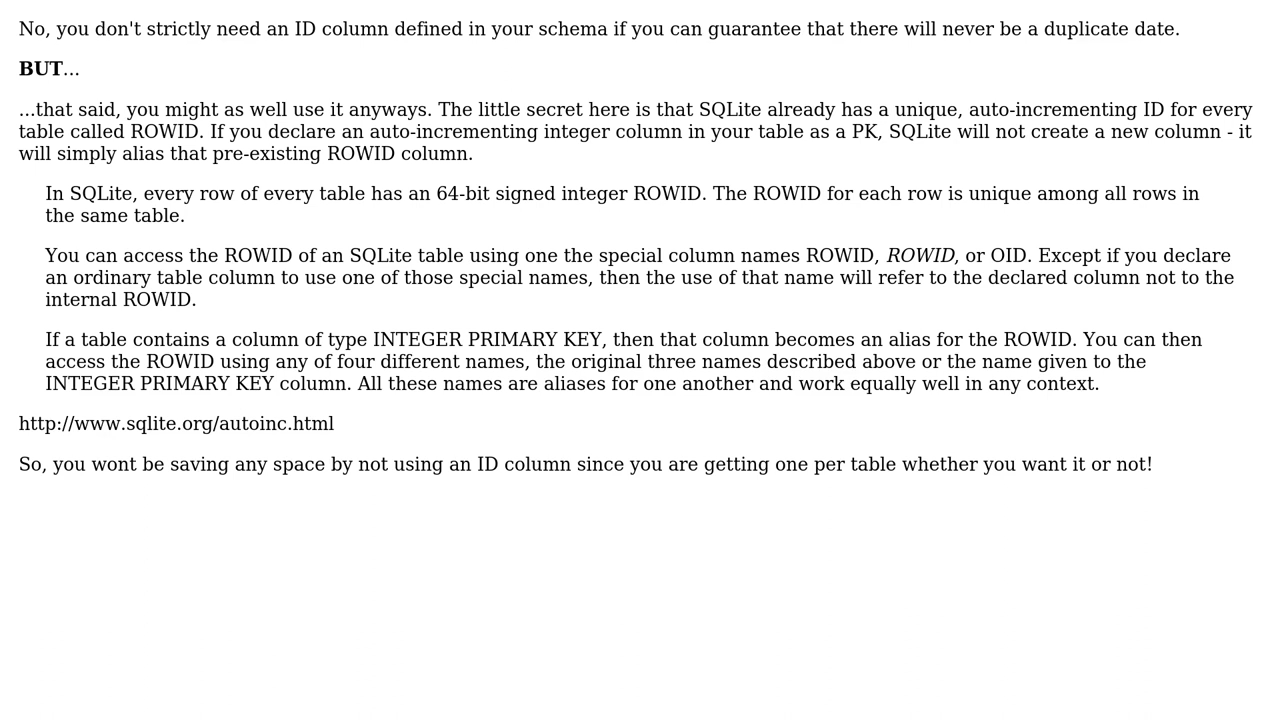 No, you don't strictly need an ID column defined in your schema if you can guarantee that there will never be a duplicate date.
BUT...
...that said, you might as well use it anyways. The little secret here is that SQLite already has a unique, auto-incrementing ID for every
table called ROWID. If you declare an auto-incrementing integer column in your table as a PK, SQLite will not create a new column - it
will simply alias that pre-existing ROWID column.
In SQLite, every row of every table has an 64-bit signed integer ROWID. The ROWID for each row is unique among all rows in
the same table.
You can access the ROWID of an SQLite table using one the special column names ROWID, ROWID, or OID. Except if you declare
an ordinary table column to use one of those special names, then the use of that name will refer to the declared column not to the
internal ROWID.
If a table contains a column of type INTEGER PRIMARY KEY, then that column becomes an alias for the ROWID. You can then
access the ROWID using any of four different names, the original three names described above or the name given to the
INTEGER PRIMARY KEY column. All these names are aliases for one another and work equally well in any context.
http://www.sqlite.org/autoinc.html
So, you wont be saving any space by not using an ID column since you are getting one per table whether you want it or not!